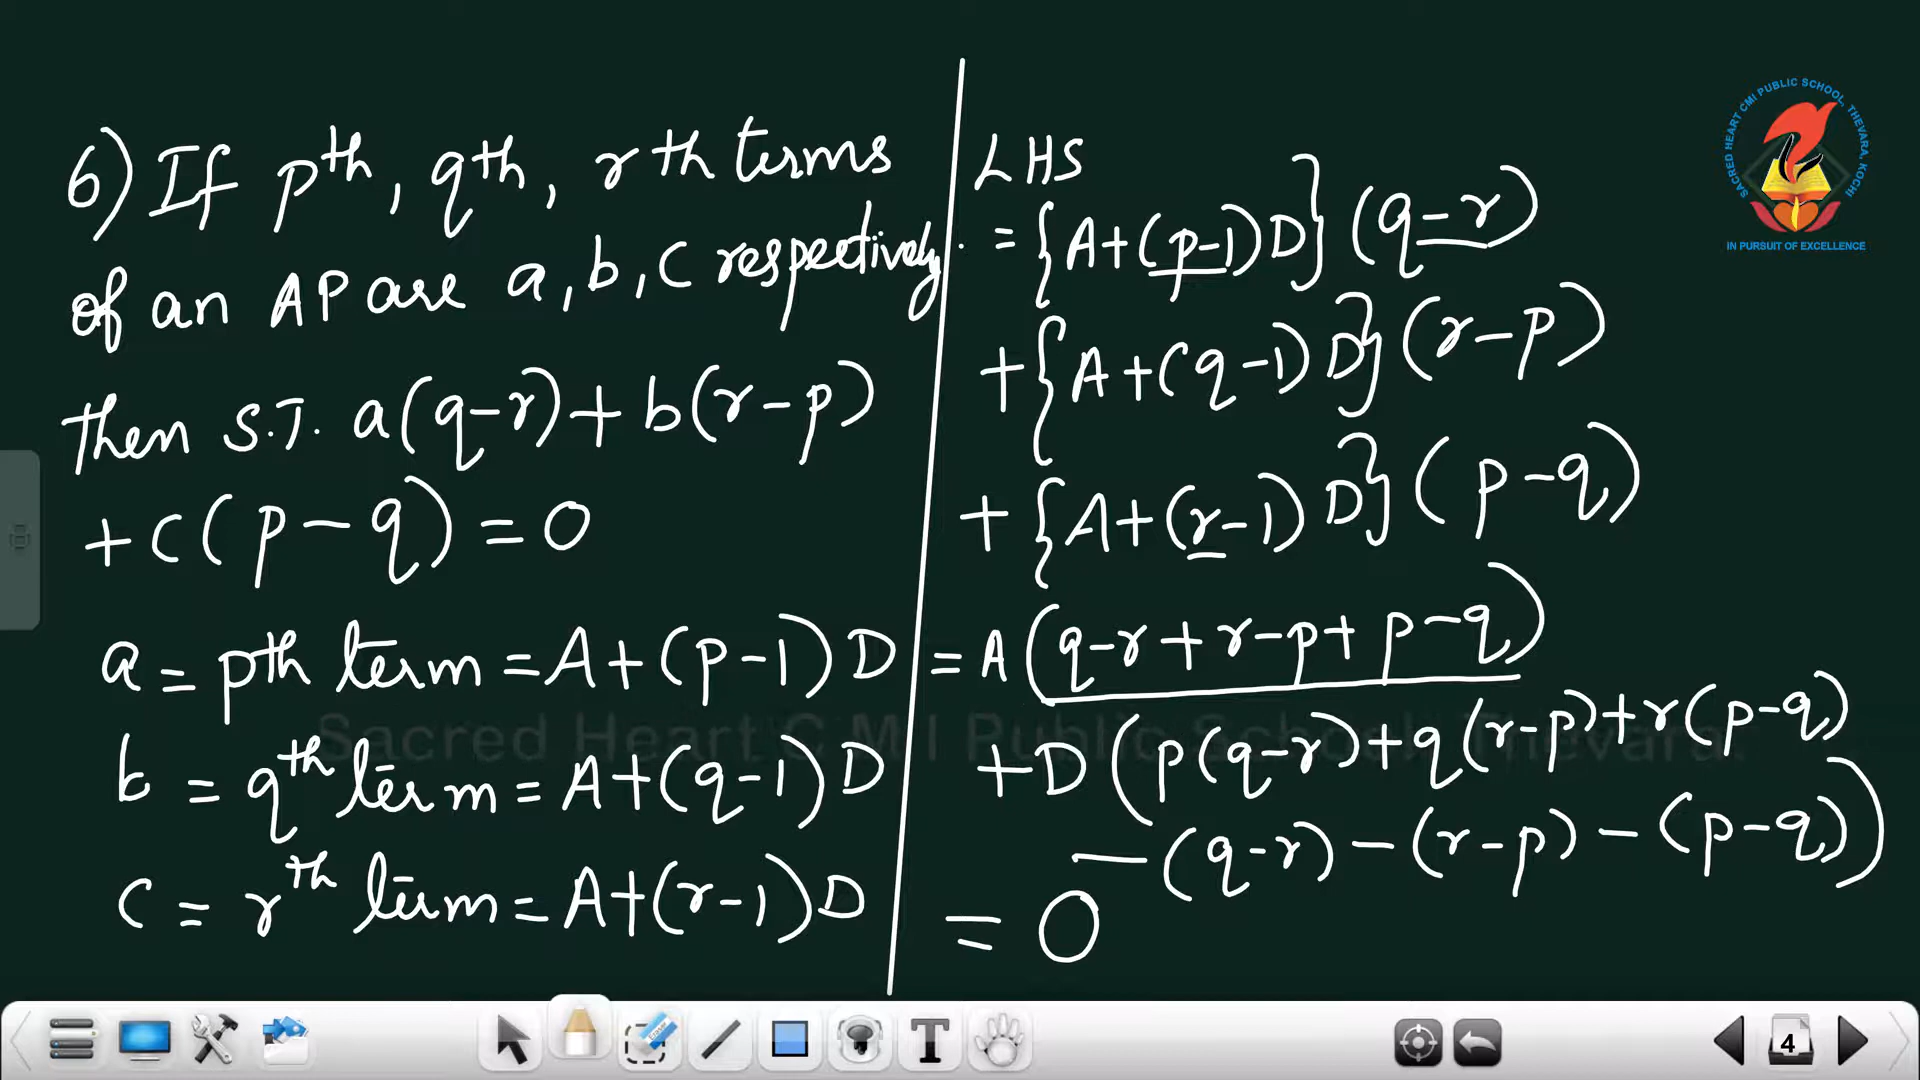 6) If pth, qth, rth terms
of an AP are a, b, c respectively.
then S.T. a(q-r) + b(r-p)
+ c(p-q) = 0
a = pth term = A+(p-1)D
b = qth term = A+(q-1)D
c = rth term = A+(r-1)D
LHS
= {A+(p-1)D}(q-r)
+ {A+(q-1)D}(r-p)
+ {A+(r-1)D}(p-q)
= A(q-r+r-p+p-q)
+D(p(q-r)+q(r-p)+r(p-q)
-(q-r)-(r-p)-(p-q))
= 0
SACRED HEART CMI PUBLIC SCHOOL, THEVARA, KOCHI
IN PURSUIT OF EXCELLENCE
Sacred Heart C M I Public School, Thevara.
T
4